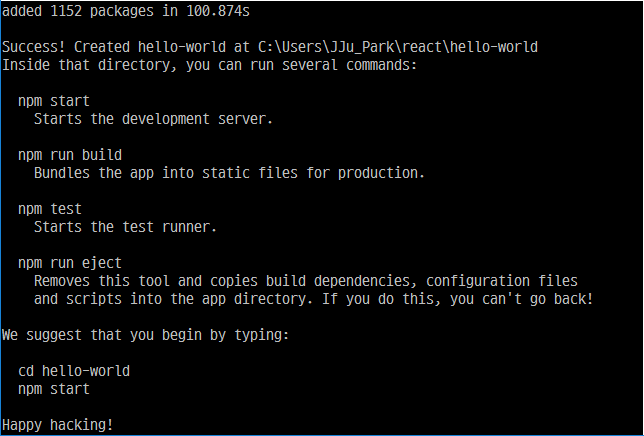 added 1152 packages in 100.874s
Success! Created hello-world at C:\Users\JJu_Park\react\hello-world
Inside that directory, you can run several commands:
npm start
Starts the development server.
npm run build
Bundles the app into static files for production.
npm test
Starts the test runner.
npm run eject
Removes this tool and copies build dependencies, configuration files
and scripts into the app directory. If you do this, you can't go back!
We suggest that you begin by typing:
cd hello-world
npm start
Happy hacking!